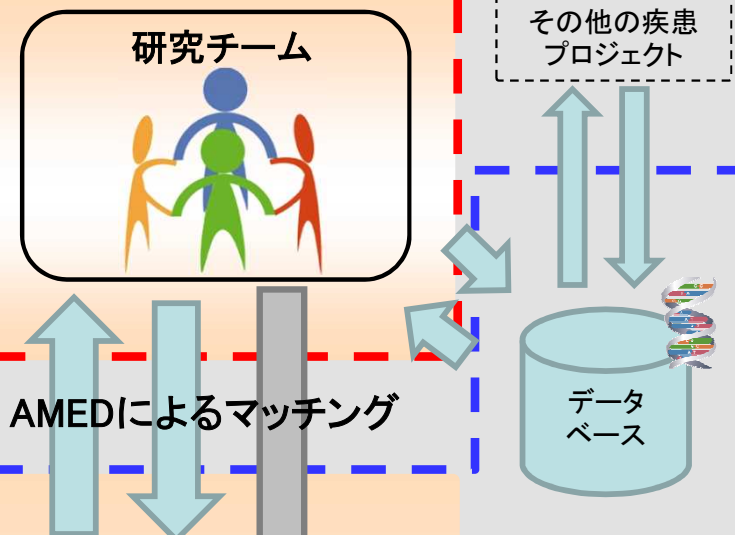 研究チーム
その他の疾患
プロジェクト
AMEDによるマッチング
データ
ベース